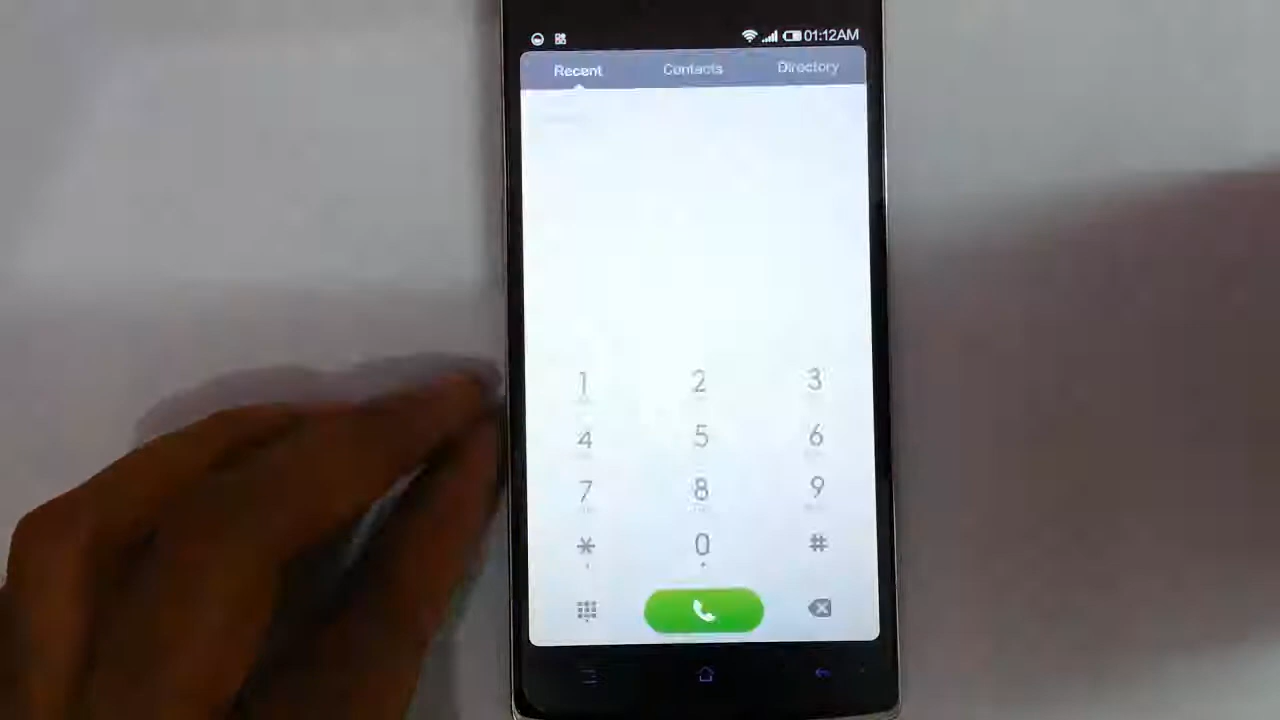 01:12AM
Recent Contacts Directory
1 2 3
4 5 6
7 8 9
* 0 #